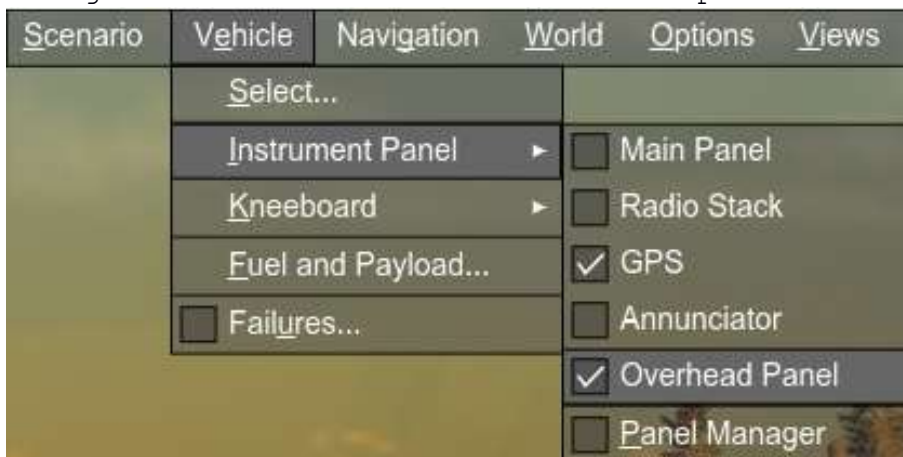 Scenario Vehicle Navigation World Options Views
Select...
Instrument Panel
Main Panel
Kneeboard
Radio Stack
Fuel and Payload...
GPS
Failures...
Annunciator
Overhead Panel
Panel Manager